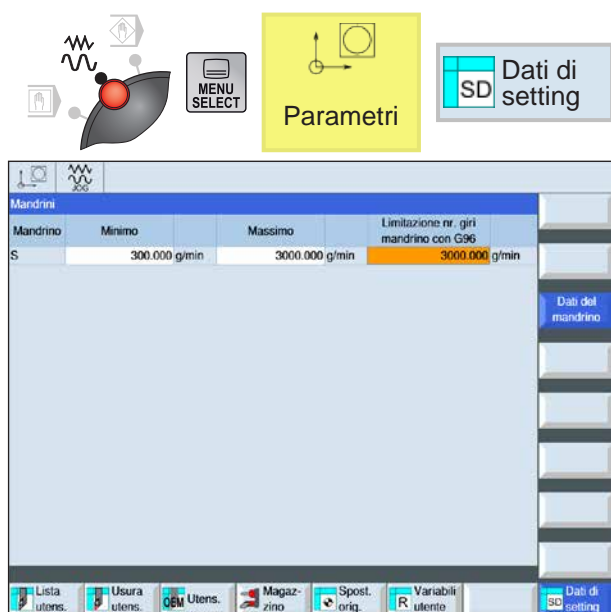 MENU
SELECT
Parametri
SD
Dati di
setting
JOG
Mandrini
Mandrino Minimo Massimo Limitazione nr. giri
mandrino con G96
S 300.000 g/min 3000.000 g/min 3000.000 g/min
Dati del
mandrino
Lista
utens.
Usura
utens.
OEM Utens.
Magaz-
zino
Spost.
orig.
R Variabili
utente
SD Dati di
setting